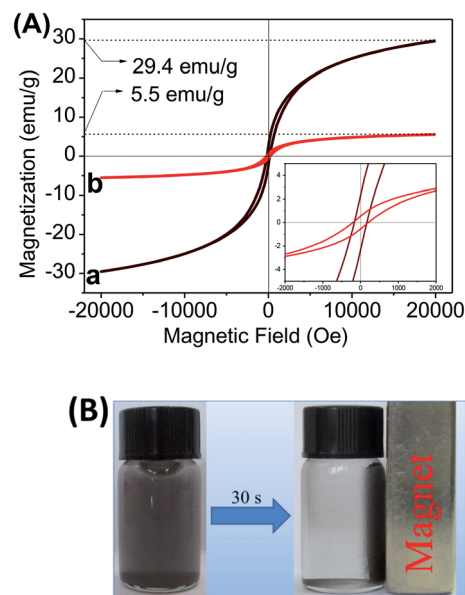 (A)
Magnetization (emu/g)
30
20
10
0
-10
-20
-30
29.4 emu/g
5.5 emu/g
b
a
4
2
0
-2
-4
-2000 -1000 0 1000 2000
-20000 -10000 0 10000 20000
Magnetic Field (Oe)
(B)
30 s
Magnet